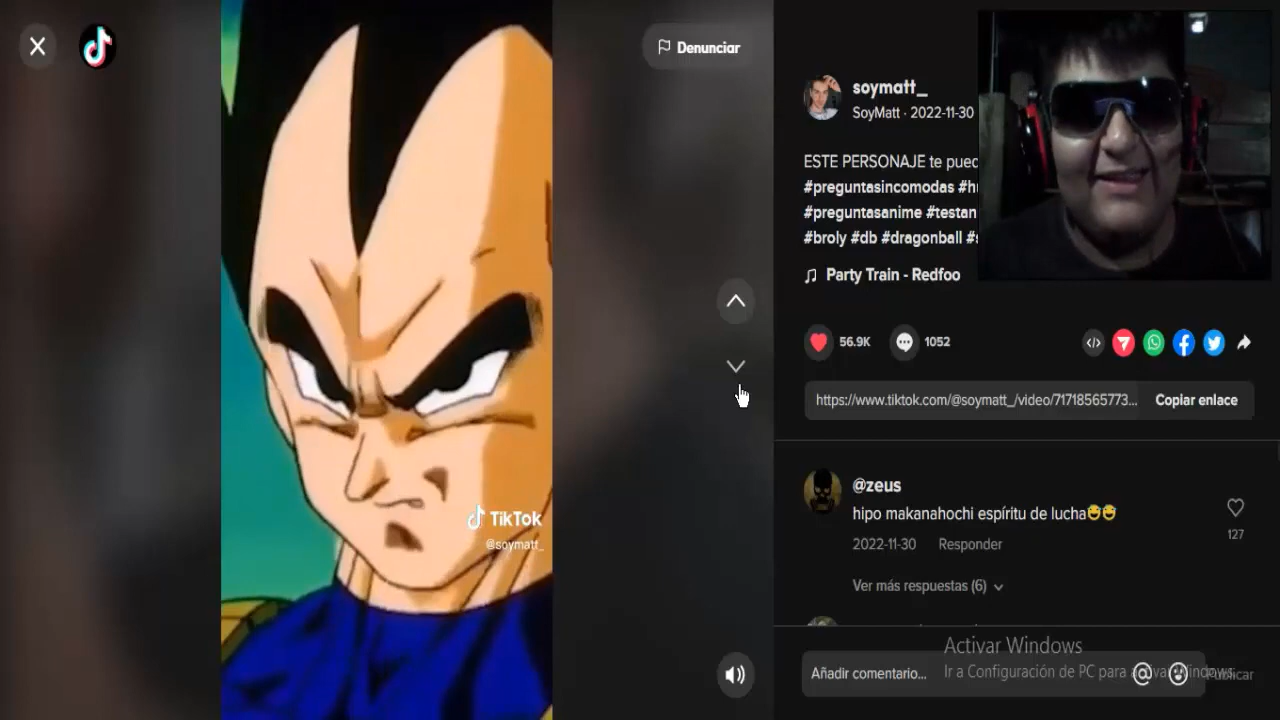 Denunciar
TikTok
@soymatt_
soymatt_
SoyMatt · 2022-11-30
ESTE PERSONAJE te pued
#preguntasincomodas #h
#preguntasanime #testan
#broly #db #dragonball #
Party Train - Redfoo
56.9K
1052
https://www.tiktok.com/@soymatt_/video/71718565773...
Copiar enlace
@zeus
hipo makanahochi espíritu de lucha😅😅
127
2022-11-30 Responder
Ver más respuestas (6)
Activar Windows
Ir a Configuración de PC para activar Windows.
Añadir comentario...
Publicar